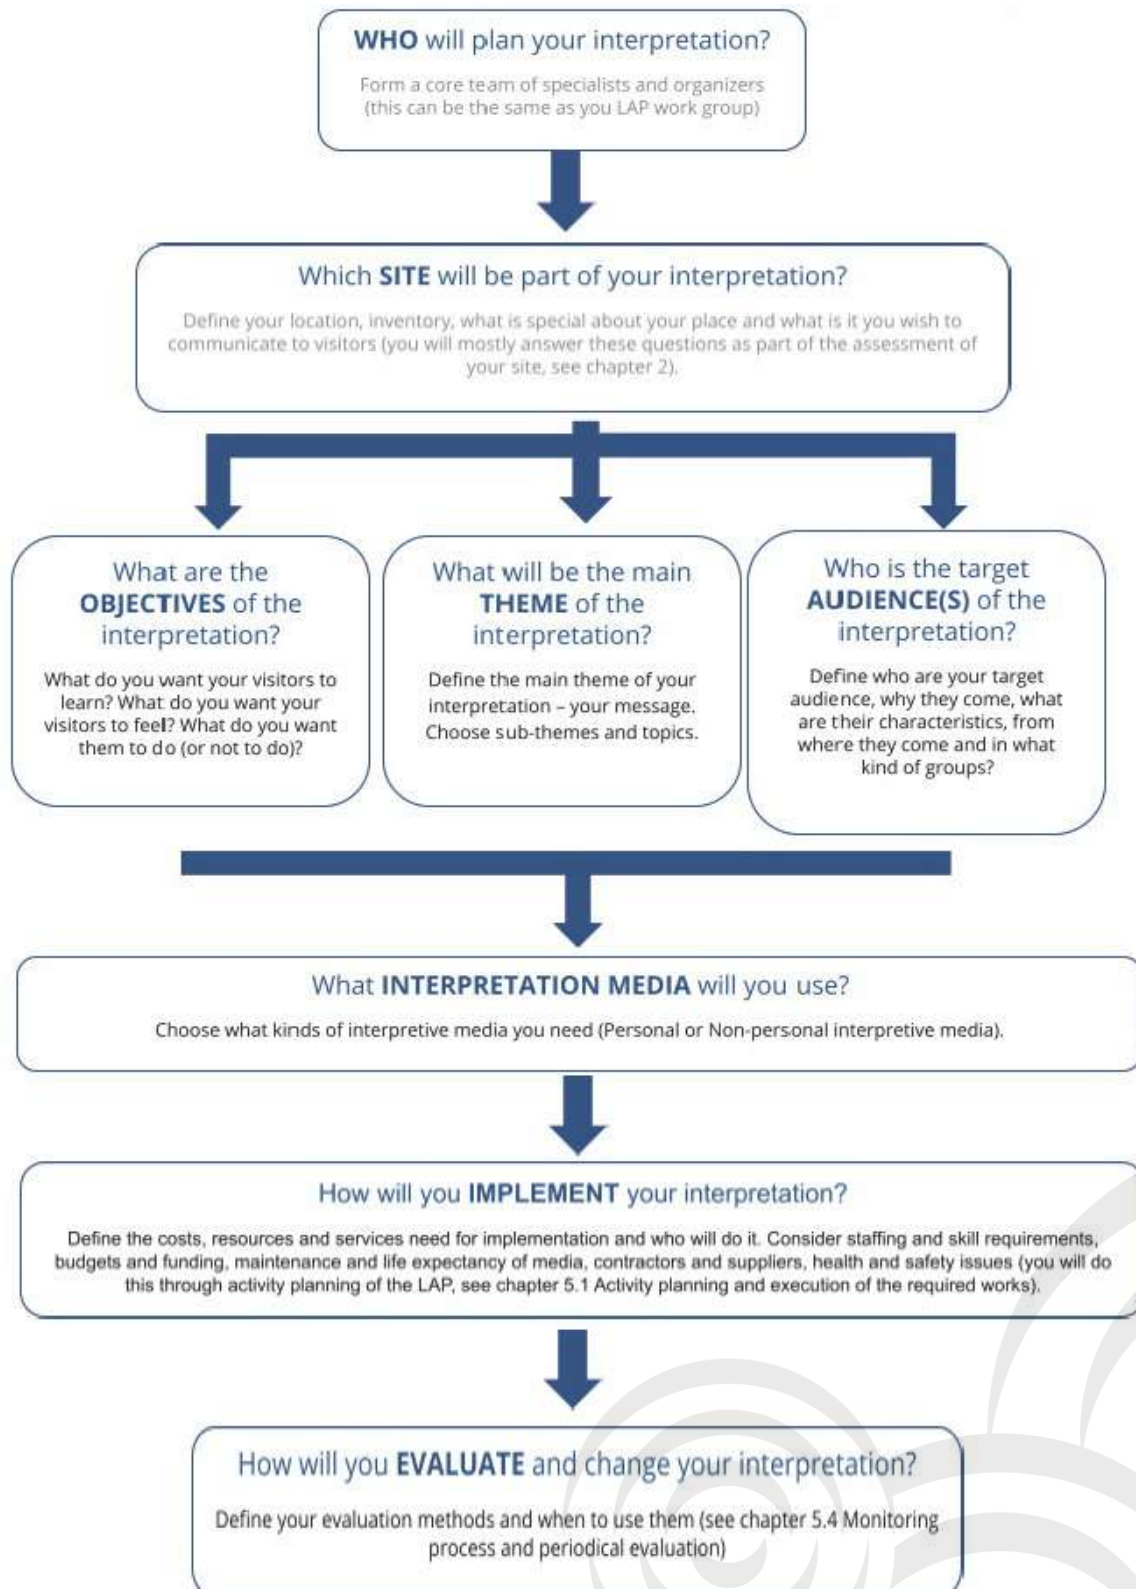 WHO will plan your interpretation?
Form a core team of specialists and organizers
(this can be the same as you LAP work group)
Which SITE will be part of your interpretation?
Define your location, inventory, what is special about your place and what is it you wish to
communicate to visitors (you will mostly answer these questions as part of the assessment of
your site, see chapter 2).
What are the
OBJECTIVES of the
interpretation?
What do you want your visitors to
learn? What do you want your
visitors to feel? What do you want
them to do (or not to do)?
What will be the main
THEME of the
interpretation?
Define the main theme of your
interpretation – your message.
Choose sub-themes and topics.
Who is the target
AUDIENCE(S) of the
interpretation?
Define who are your target
audience, why they come, what
are their characteristics, from
where they come and in what
kind of groups?
What INTERPRETATION MEDIA will you use?
Choose what kinds of interpretive media you need (Personal or Non-personal interpretive media).
How will you IMPLEMENT your interpretation?
Define the costs, resources and services need for implementation and who will do it. Consider staffing and skill requirements,
budgets and funding, maintenance and life expectancy of media, contractors and suppliers, health and safety issues (you will do
this through activity planning of the LAP, see chapter 5.1 Activity planning and execution of the required works).
How will you EVALUATE and change your interpretation?
Define your evaluation methods and when to use them (see chapter 5.4 Monitoring
process and periodical evaluation)